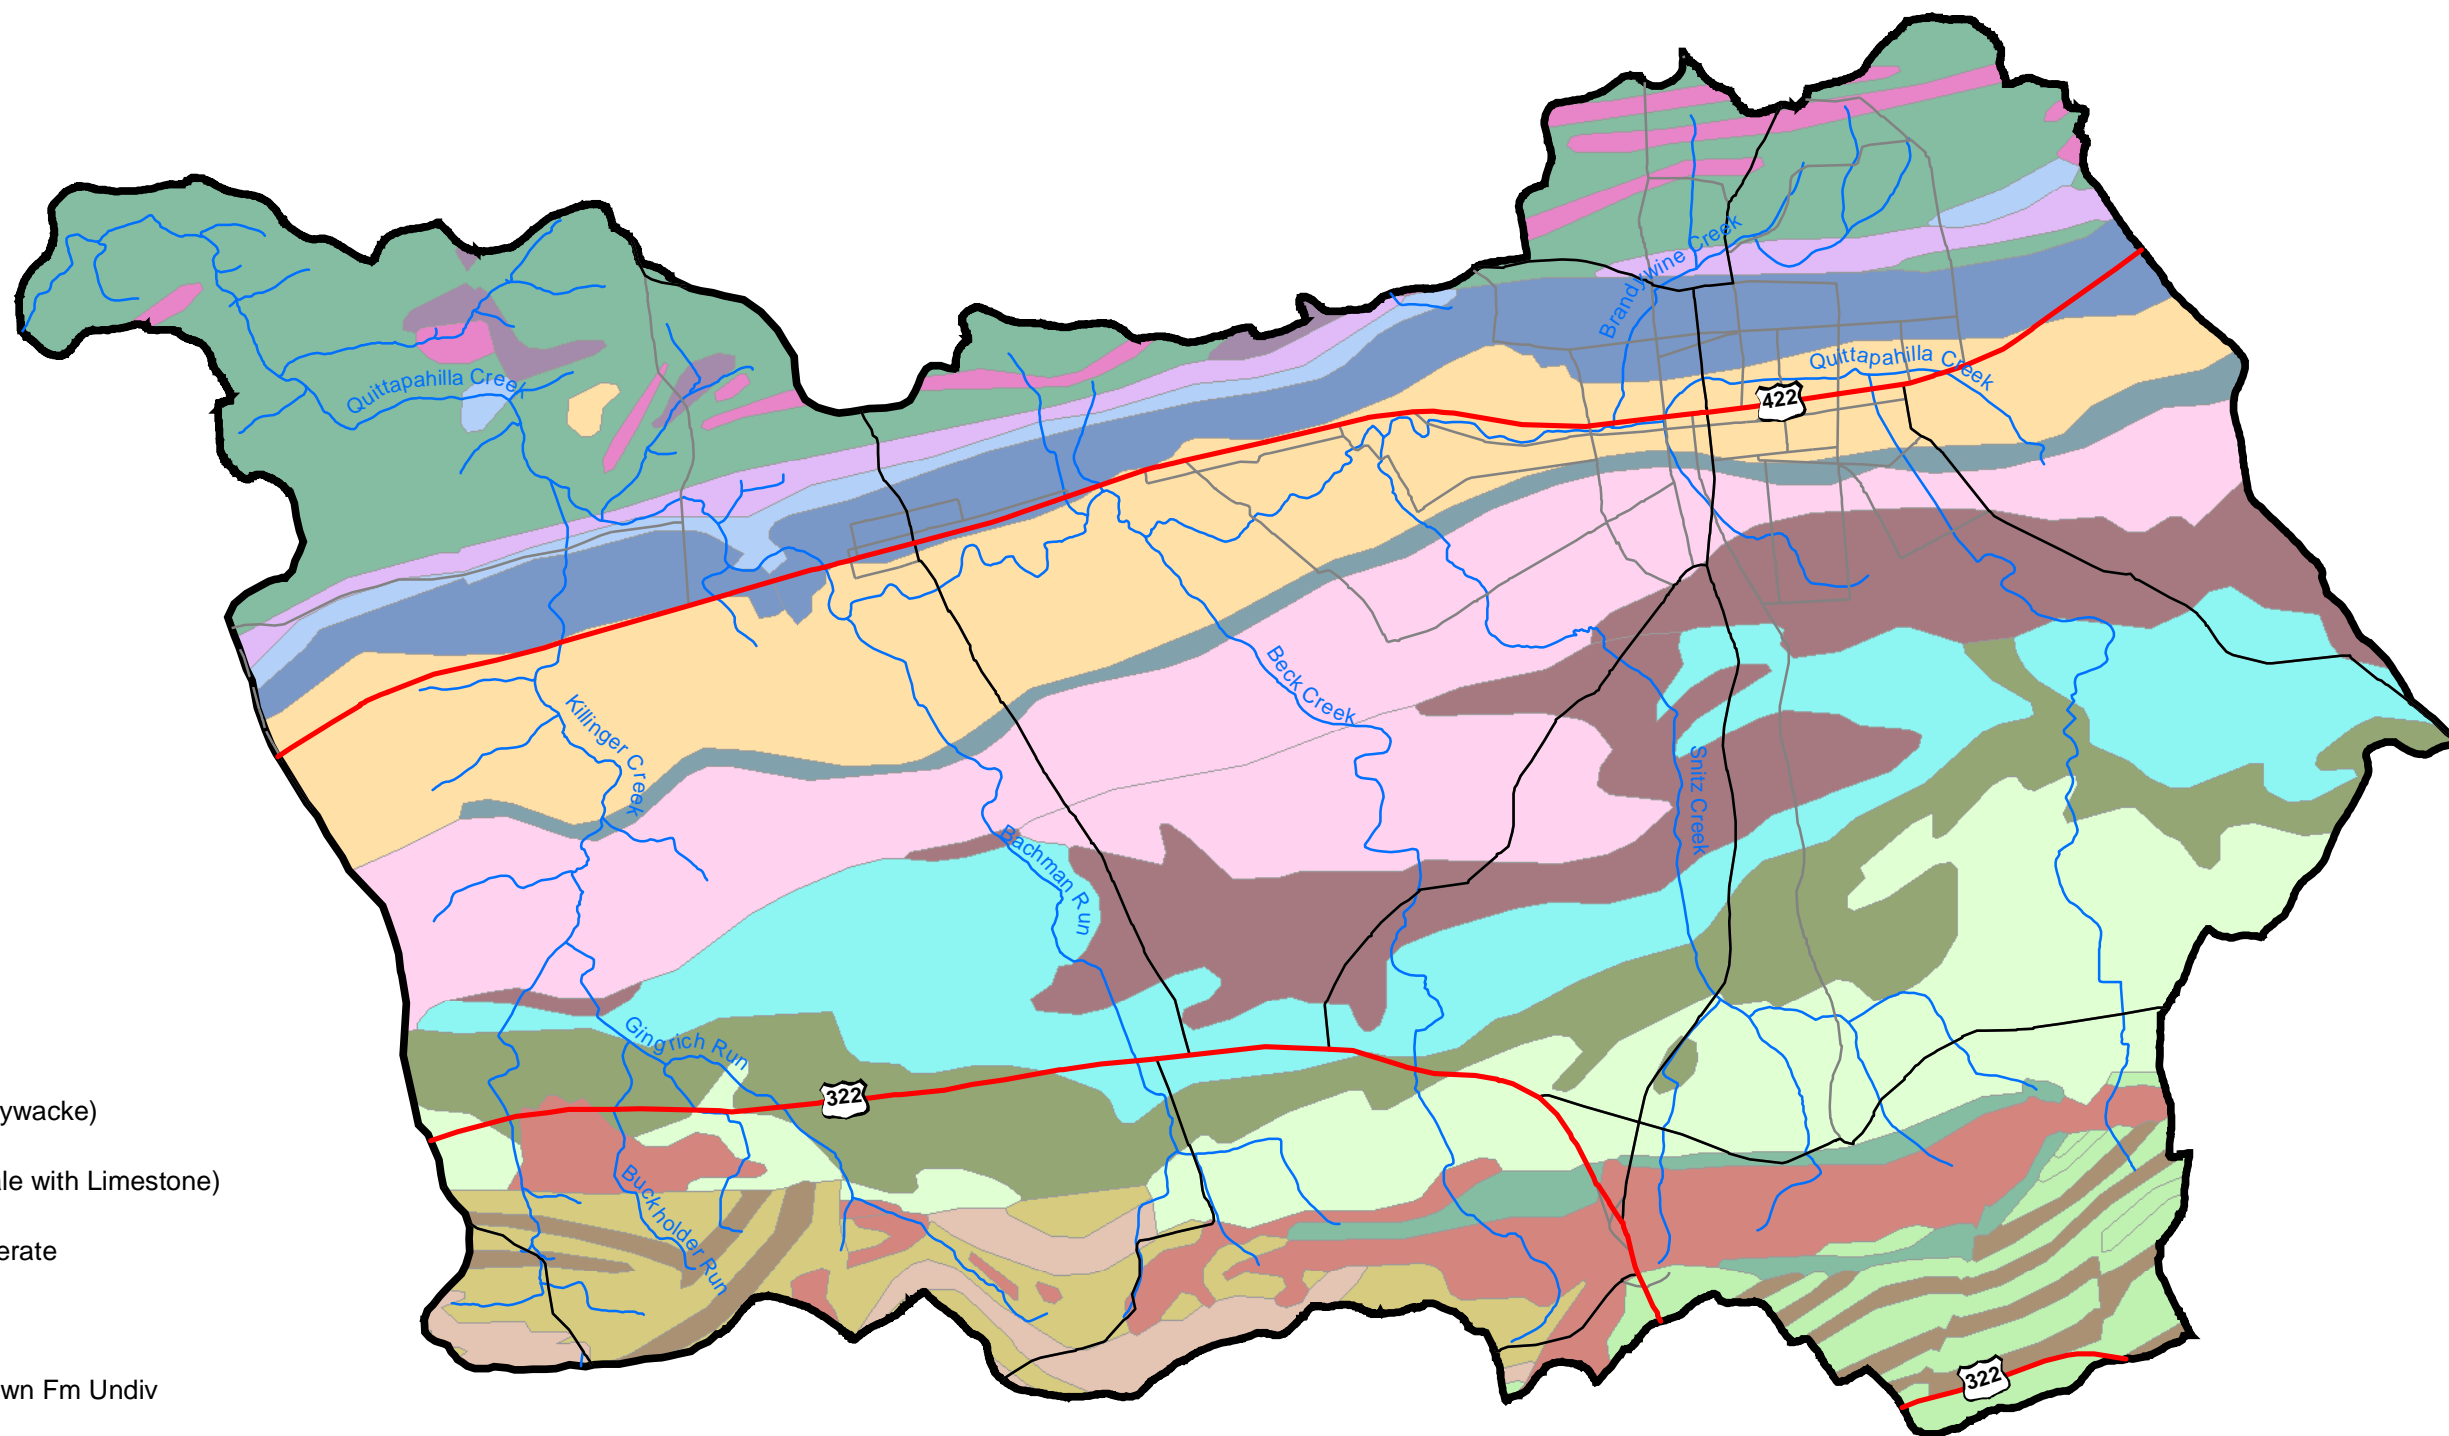 Brandywine Creek
Quittapahilla Creek
Quittapahilla Creek
422
Beck Creek
Killinger Creek
Snitz Creek
Bachman Run
Gingrich Run
322
ywacke)
le with Limestone)
Buckholder Run
erate
322
wn Fm Undiv